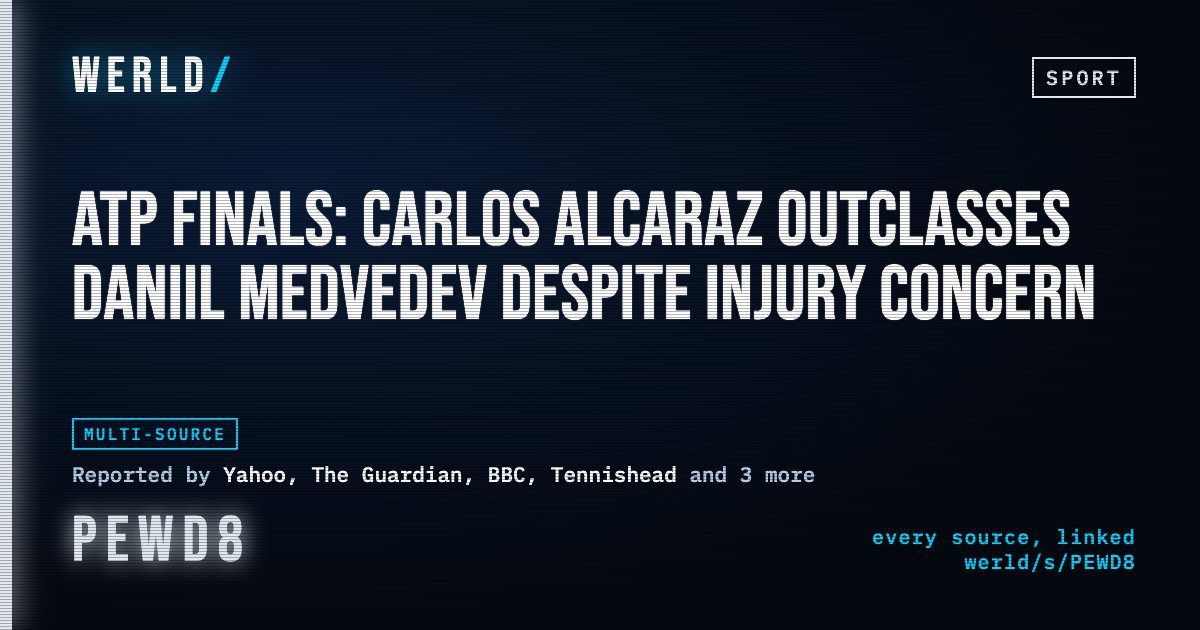 WERLD/
SPORT
ATP FINALS: CARLOS ALCARAZ OUTCLASSES
DANIIL MEDVEDEV DESPITE INJURY CONCERN
MULTI-SOURCE
Reported by Yahoo, The Guardian, BBC, Tennishead and 3 more
PEWD8
every source, linked
werld/s/PEWD8